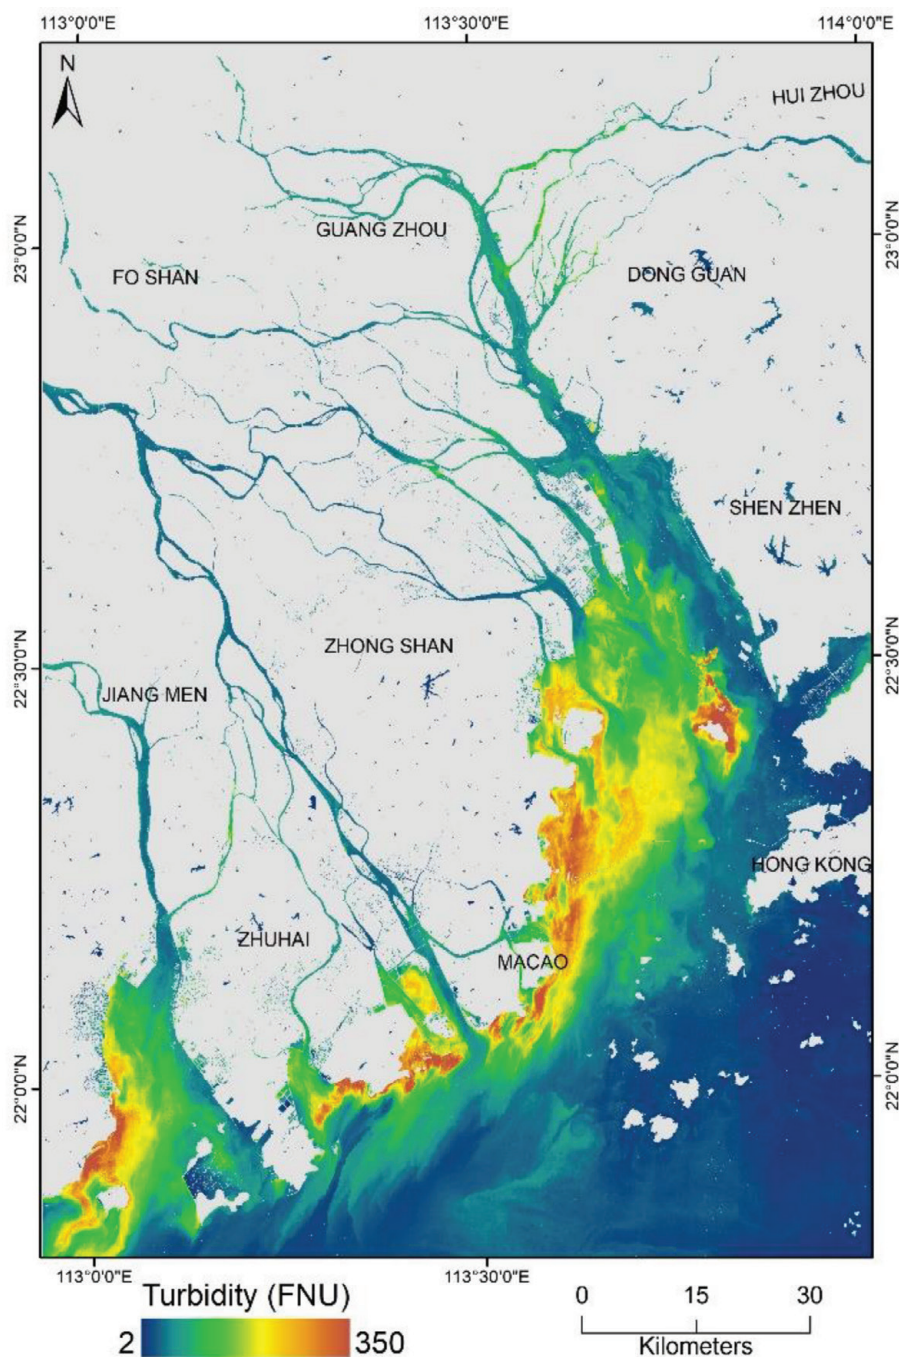 113°0'0"E 113°30'0"E 114°0'0"E
N
HUI ZHOU
GUANG ZHOU
23°0'0"N 23°0'0"N
FO SHAN DONG GUAN
SHEN ZHEN
ZHONG SHAN
22°30'0"N 22°30'0"N
JIANG MEN
HONG KONG
ZHUHAI
MACAO
22°0'0"N 22°0'0"N
113°0'0"E 113°30'0"E
Turbidity (FNU)
2 350
0 15 30
Kilometers